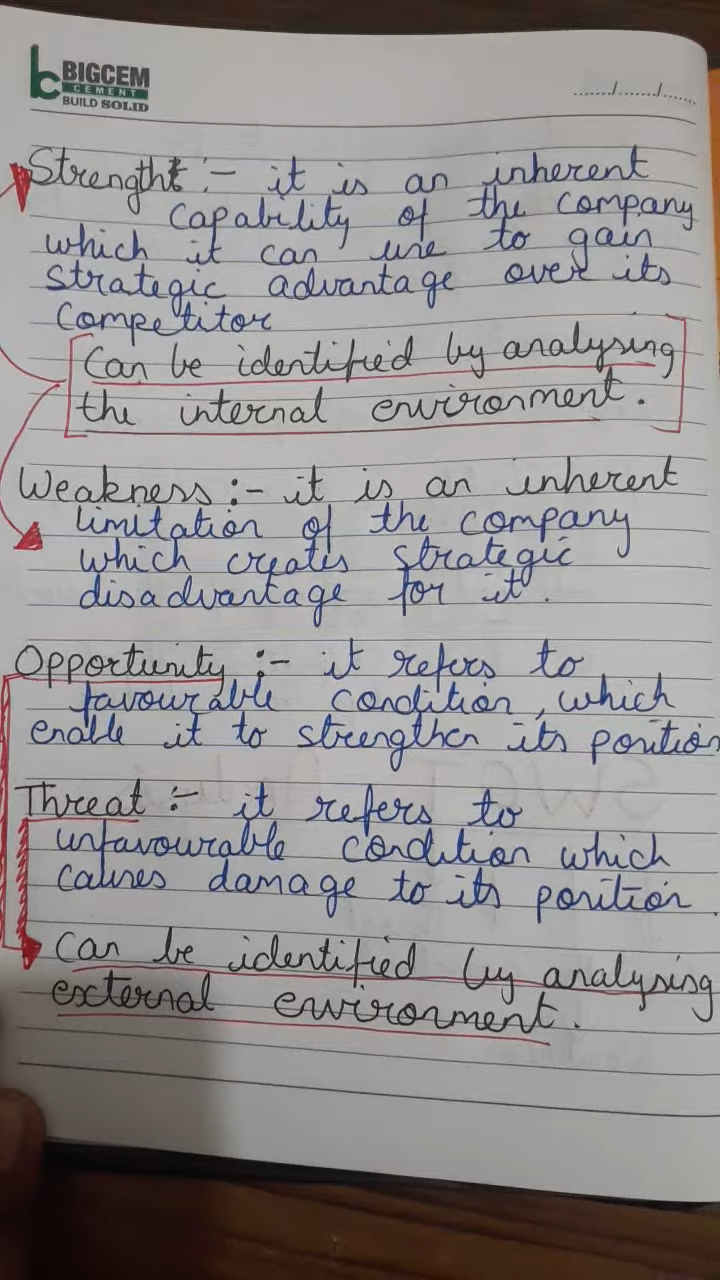 BIGCEM
CEMENT
BUILD SOLID
......./......./.......
Strenght :- it is an inherent
capability of the company
which it can use to gain
strategic advantage over its
competitor
Can be identified by analysing
the internal environment.
Weakness :- it is an inherent
limitation of the company
which creates strategic
disadvantage for it.
Opportunity :- it refers to
favourable condition, which
enable it to strengthen its position
Threat :- it refers to
unfavourable condition which
causes damage to its position.
Can be identified by analysing
external environment.